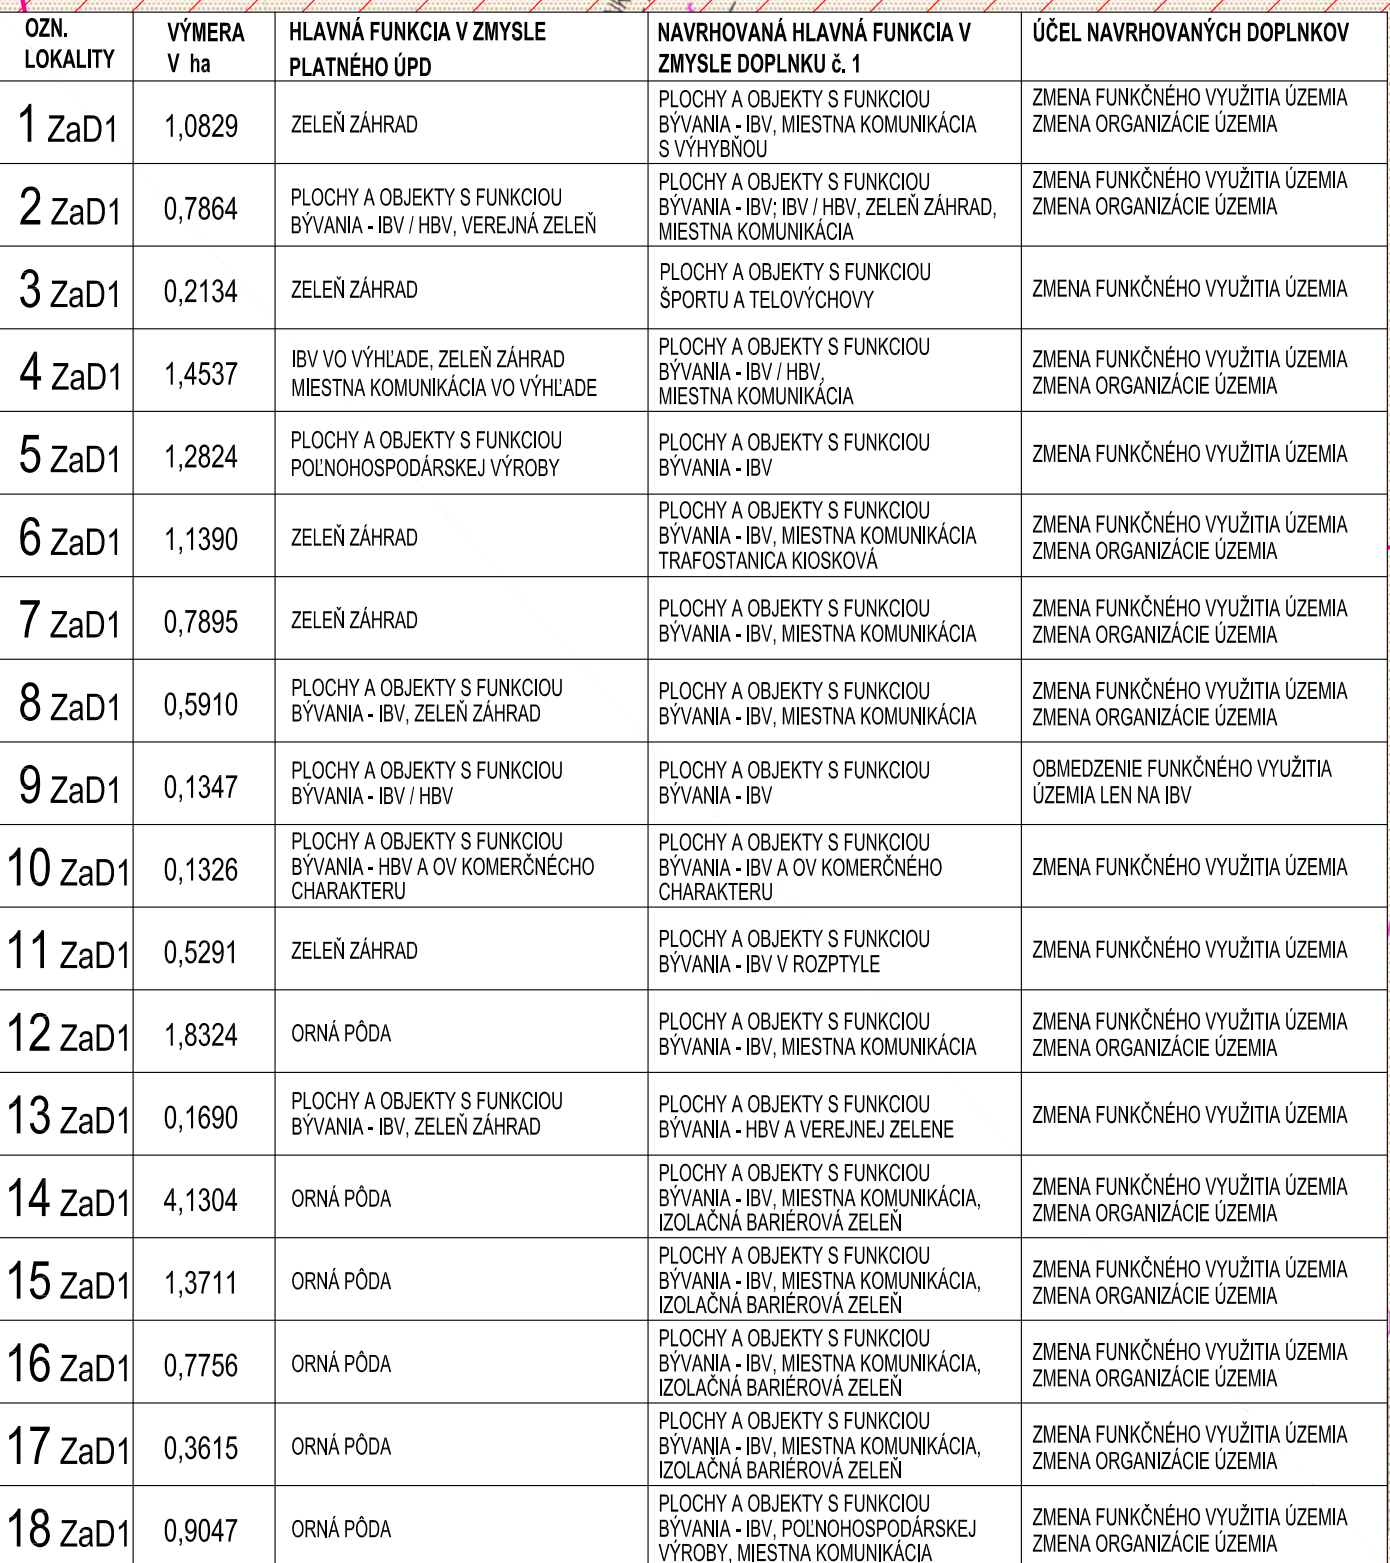 OZN.
LOKALITY
VÝMERA
V ha
HLAVNÁ FUNKCIA V ZMYSLE
PLATNÉHO ÚPD
NAVRHOVANÁ HLAVNÁ FUNKCIA V
ZMYSLE DOPLNKU č. 1
ÚČEL NAVRHOVANÝCH DOPLNKOV
1 ZaD1
1,0829
ZELEŇ ZÁHRAD
PLOCHY A OBJEKTY S FUNKCIOU
BÝVANIA - IBV, MIESTNA KOMUNIKÁCIA
S VÝHYBŇOU
ZMENA FUNKČNÉHO VYUŽITIA ÚZEMIA
ZMENA ORGANIZÁCIE ÚZEMIA
2 ZaD1
0,7864
PLOCHY A OBJEKTY S FUNKCIOU
BÝVANIA - IBV / HBV, VEREJNÁ ZELEŇ
PLOCHY A OBJEKTY S FUNKCIOU
BÝVANIA - IBV; IBV / HBV, ZELEŇ ZÁHRAD,
MIESTNA KOMUNIKÁCIA
ZMENA FUNKČNÉHO VYUŽITIA ÚZEMIA
ZMENA ORGANIZÁCIE ÚZEMIA
3 ZaD1
0,2134
ZELEŇ ZÁHRAD
PLOCHY A OBJEKTY S FUNKCIOU
ŠPORTU A TELOVÝCHOVY
ZMENA FUNKČNÉHO VYUŽITIA ÚZEMIA
4 ZaD1
1,4537
IBV VO VÝHĽADE, ZELEŇ ZÁHRAD
MIESTNA KOMUNIKÁCIA VO VÝHĽADE
PLOCHY A OBJEKTY S FUNKCIOU
BÝVANIA - IBV / HBV,
MIESTNA KOMUNIKÁCIA
ZMENA FUNKČNÉHO VYUŽITIA ÚZEMIA
ZMENA ORGANIZÁCIE ÚZEMIA
5 ZaD1
1,2824
PLOCHY A OBJEKTY S FUNKCIOU
POĽNOHOSPODÁRSKEJ VÝROBY
PLOCHY A OBJEKTY S FUNKCIOU
BÝVANIA - IBV
ZMENA FUNKČNÉHO VYUŽITIA ÚZEMIA
6 ZaD1
1,1390
ZELEŇ ZÁHRAD
PLOCHY A OBJEKTY S FUNKCIOU
BÝVANIA - IBV, MIESTNA KOMUNIKÁCIA
TRAFOSTANICA KIOSKOVÁ
ZMENA FUNKČNÉHO VYUŽITIA ÚZEMIA
ZMENA ORGANIZÁCIE ÚZEMIA
7 ZaD1
0,7895
ZELEŇ ZÁHRAD
PLOCHY A OBJEKTY S FUNKCIOU
BÝVANIA - IBV, MIESTNA KOMUNIKÁCIA
ZMENA FUNKČNÉHO VYUŽITIA ÚZEMIA
ZMENA ORGANIZÁCIE ÚZEMIA
8 ZaD1
0,5910
PLOCHY A OBJEKTY S FUNKCIOU
BÝVANIA - IBV, ZELEŇ ZÁHRAD
PLOCHY A OBJEKTY S FUNKCIOU
BÝVANIA - IBV, MIESTNA KOMUNIKÁCIA
ZMENA FUNKČNÉHO VYUŽITIA ÚZEMIA
ZMENA ORGANIZÁCIE ÚZEMIA
9 ZaD1
0,1347
PLOCHY A OBJEKTY S FUNKCIOU
BÝVANIA - IBV / HBV
PLOCHY A OBJEKTY S FUNKCIOU
BÝVANIA - IBV
OBMEDZENIE FUNKČNÉHO VYUŽITIA
ÚZEMIA LEN NA IBV
10 ZaD1
0,1326
PLOCHY A OBJEKTY S FUNKCIOU
BÝVANIA - HBV A OV KOMERČNÉCHO
CHARAKTERU
PLOCHY A OBJEKTY S FUNKCIOU
BÝVANIA - IBV A OV KOMERČNÉHO
CHARAKTERU
ZMENA FUNKČNÉHO VYUŽITIA ÚZEMIA
11 ZaD1
0,5291
ZELEŇ ZÁHRAD
PLOCHY A OBJEKTY S FUNKCIOU
BÝVANIA - IBV V ROZPTYLE
ZMENA FUNKČNÉHO VYUŽITIA ÚZEMIA
12 ZaD1
1,8324
ORNÁ PÔDA
PLOCHY A OBJEKTY S FUNKCIOU
BÝVANIA - IBV, MIESTNA KOMUNIKÁCIA
ZMENA FUNKČNÉHO VYUŽITIA ÚZEMIA
ZMENA ORGANIZÁCIE ÚZEMIA
13 ZaD1
0,1690
PLOCHY A OBJEKTY S FUNKCIOU
BÝVANIA - IBV, ZELEŇ ZÁHRAD
PLOCHY A OBJEKTY S FUNKCIOU
BÝVANIA - HBV A VEREJNEJ ZELENE
ZMENA FUNKČNÉHO VYUŽITIA ÚZEMIA
14 ZaD1
4,1304
ORNÁ PÔDA
PLOCHY A OBJEKTY S FUNKCIOU
BÝVANIA - IBV, MIESTNA KOMUNIKÁCIA,
IZOLAČNÁ BARIÉROVÁ ZELEŇ
ZMENA FUNKČNÉHO VYUŽITIA ÚZEMIA
ZMENA ORGANIZÁCIE ÚZEMIA
15 ZaD1
1,3711
ORNÁ PÔDA
PLOCHY A OBJEKTY S FUNKCIOU
BÝVANIA - IBV, MIESTNA KOMUNIKÁCIA,
IZOLAČNÁ BARIÉROVÁ ZELEŇ
ZMENA FUNKČNÉHO VYUŽITIA ÚZEMIA
ZMENA ORGANIZÁCIE ÚZEMIA
16 ZaD1
0,7756
ORNÁ PÔDA
PLOCHY A OBJEKTY S FUNKCIOU
BÝVANIA - IBV, MIESTNA KOMUNIKÁCIA,
IZOLAČNÁ BARIÉROVÁ ZELEŇ
ZMENA FUNKČNÉHO VYUŽITIA ÚZEMIA
ZMENA ORGANIZÁCIE ÚZEMIA
17 ZaD1
0,3615
ORNÁ PÔDA
PLOCHY A OBJEKTY S FUNKCIOU
BÝVANIA - IBV, MIESTNA KOMUNIKÁCIA,
IZOLAČNÁ BARIÉROVÁ ZELEŇ
ZMENA FUNKČNÉHO VYUŽITIA ÚZEMIA
ZMENA ORGANIZÁCIE ÚZEMIA
18 ZaD1
0,9047
ORNÁ PÔDA
PLOCHY A OBJEKTY S FUNKCIOU
BÝVANIA - IBV, POĽNOHOSPODÁRSKEJ
VÝROBY, MIESTNA KOMUNIKÁCIA
ZMENA FUNKČNÉHO VYUŽITIA ÚZEMIA
ZMENA ORGANIZÁCIE ÚZEMIA